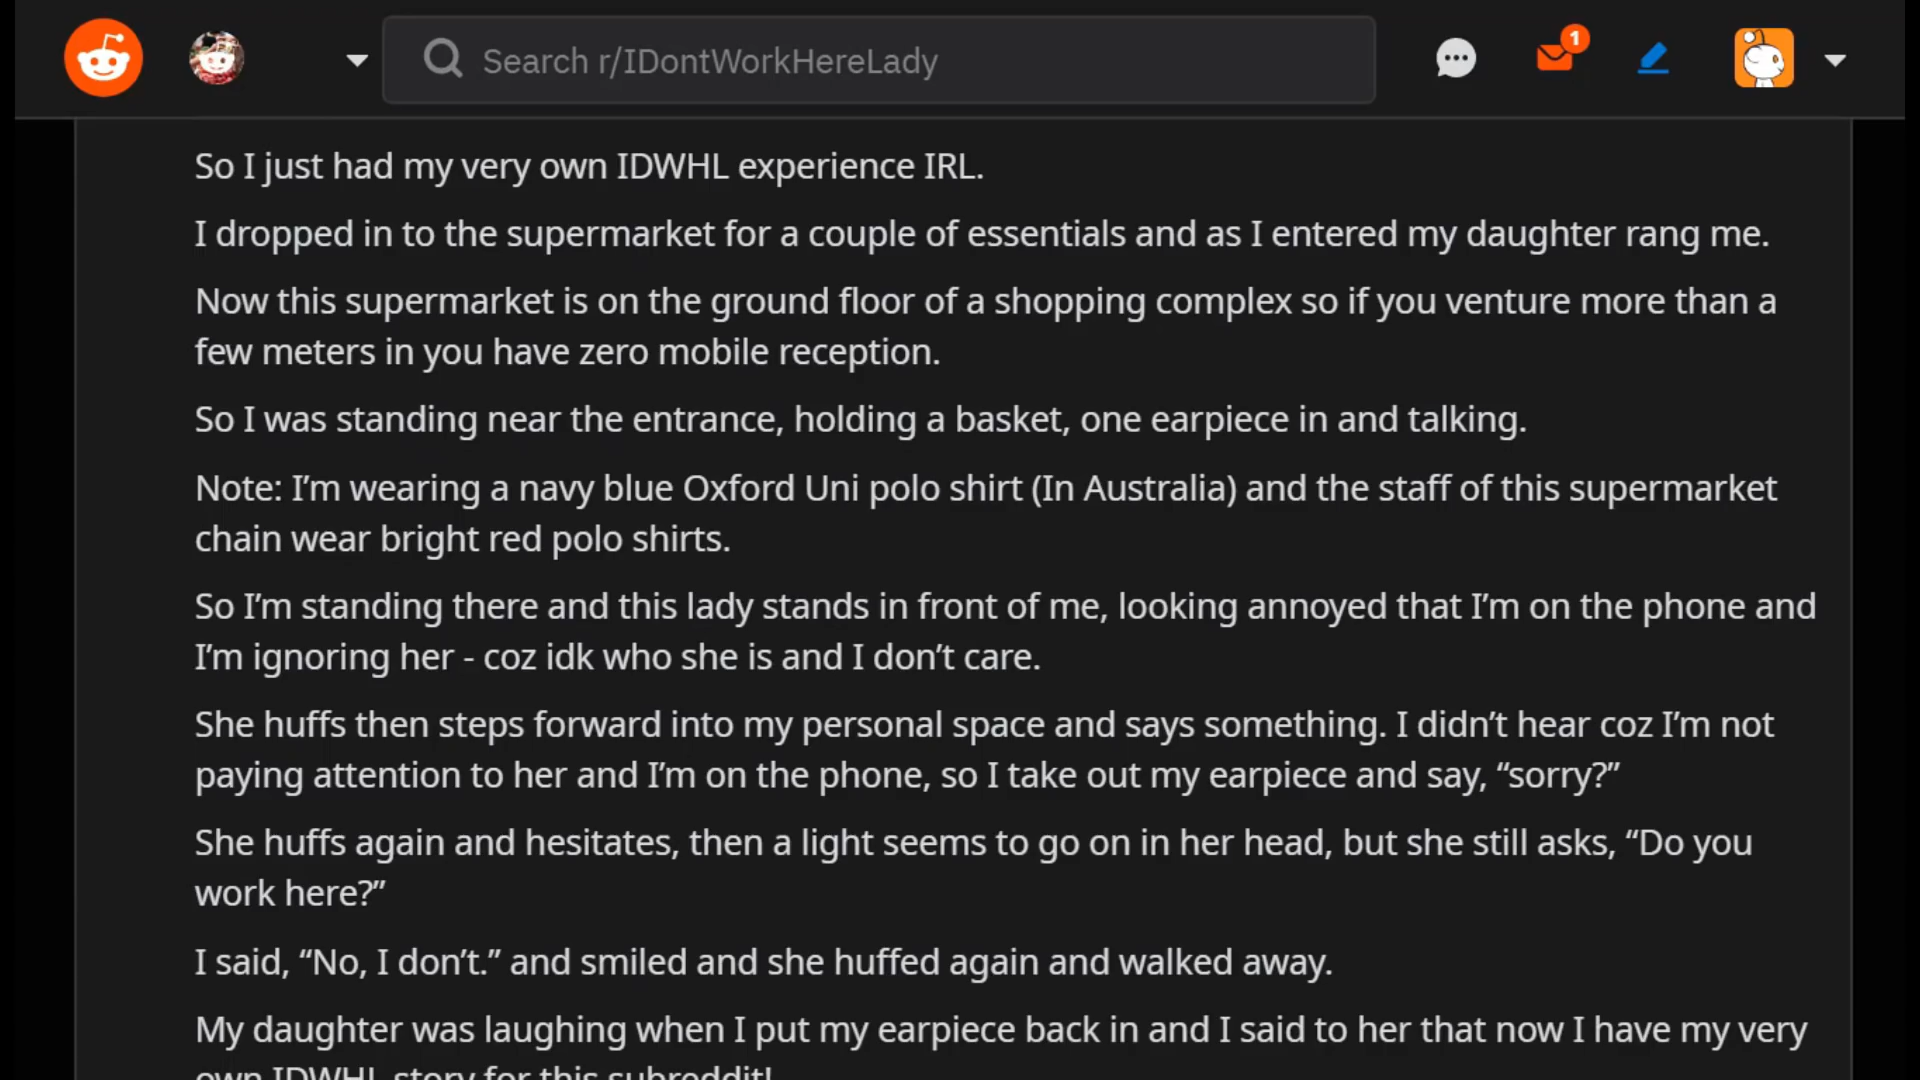 Search r/IDontWorkHereLady
1
So I just had my very own IDWHL experience IRL.
I dropped in to the supermarket for a couple of essentials and as I entered my daughter rang me.
Now this supermarket is on the ground floor of a shopping complex so if you venture more than a
few meters in you have zero mobile reception.
So I was standing near the entrance, holding a basket, one earpiece in and talking.
Note: I’m wearing a navy blue Oxford Uni polo shirt (In Australia) and the staff of this supermarket
chain wear bright red polo shirts.
So I’m standing there and this lady stands in front of me, looking annoyed that I’m on the phone and
I’m ignoring her - coz idk who she is and I don’t care.
She huffs then steps forward into my personal space and says something. I didn’t hear coz I’m not
paying attention to her and I’m on the phone, so I take out my earpiece and say, “sorry?”
She huffs again and hesitates, then a light seems to go on in her head, but she still asks, “Do you
work here?”
I said, “No, I don’t.” and smiled and she huffed again and walked away.
My daughter was laughing when I put my earpiece back in and I said to her that now I have my very
own IDWHL story for this subreddit!